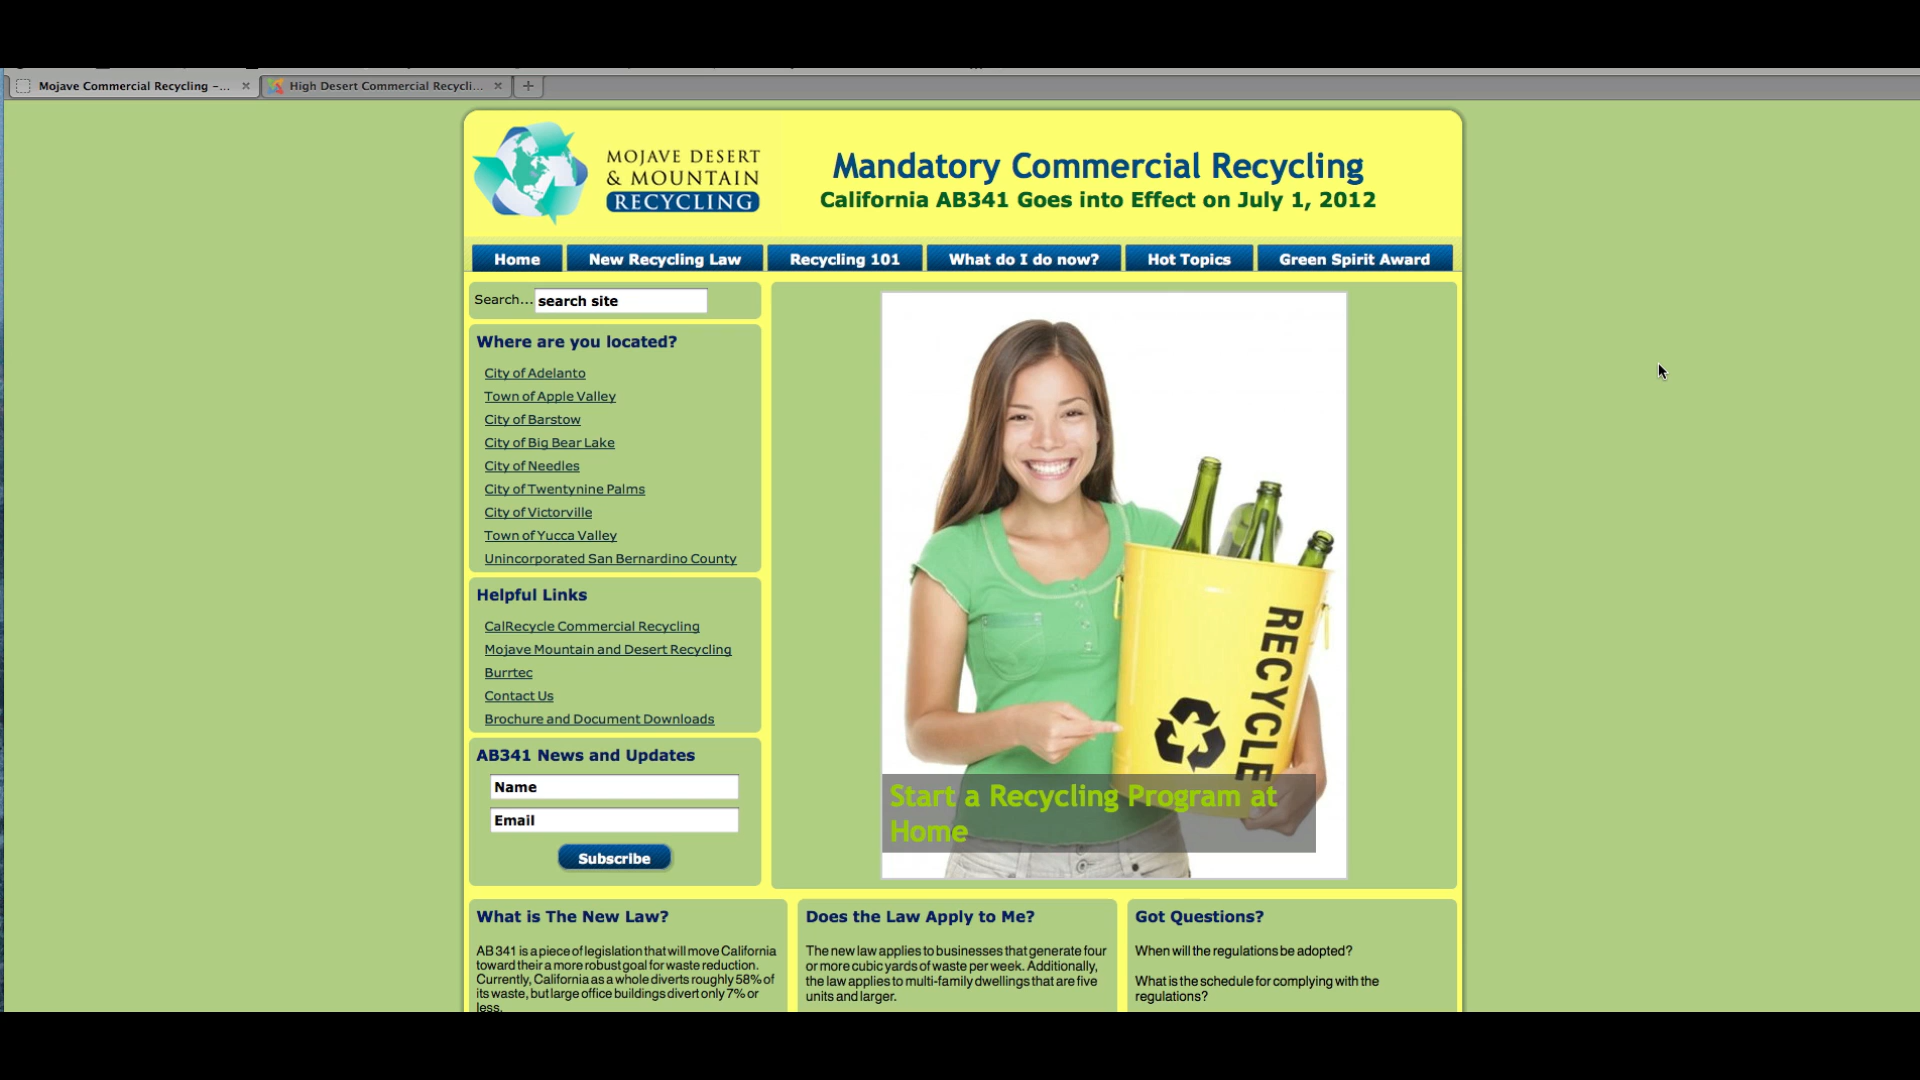 Mojave Commercial Recycling –...
High Desert Commercial Recycli...
MOJAVE DESERT
& MOUNTAIN
RECYCLING
Mandatory Commercial Recycling
California AB341 Goes into Effect on July 1, 2012
Home
New Recycling Law
Recycling 101
What do I do now?
Hot Topics
Green Spirit Award
Search... search site
Where are you located?
City of Adelanto
Town of Apple Valley
City of Barstow
City of Big Bear Lake
City of Needles
City of Twentynine Palms
City of Victorville
Town of Yucca Valley
Unincorporated San Bernardino County
Helpful Links
CalRecycle Commercial Recycling
Mojave Mountain and Desert Recycling
Burrtec
Contact Us
Brochure and Document Downloads
AB341 News and Updates
Name
Email
Subscribe
RECYCLE
Start a Recycling Program at
Home
What is The New Law?
AB 341 is a piece of legislation that will move California
toward their a more robust goal for waste reduction.
Currently, California as a whole diverts roughly 58% of
its waste, but large office buildings divert only 7% or
less.
Does the Law Apply to Me?
The new law applies to businesses that generate four
or more cubic yards of waste per week. Additionally,
the law applies to multi-family dwellings that are five
units and larger.
Got Questions?
When will the regulations be adopted?
What is the schedule for complying with the
regulations?